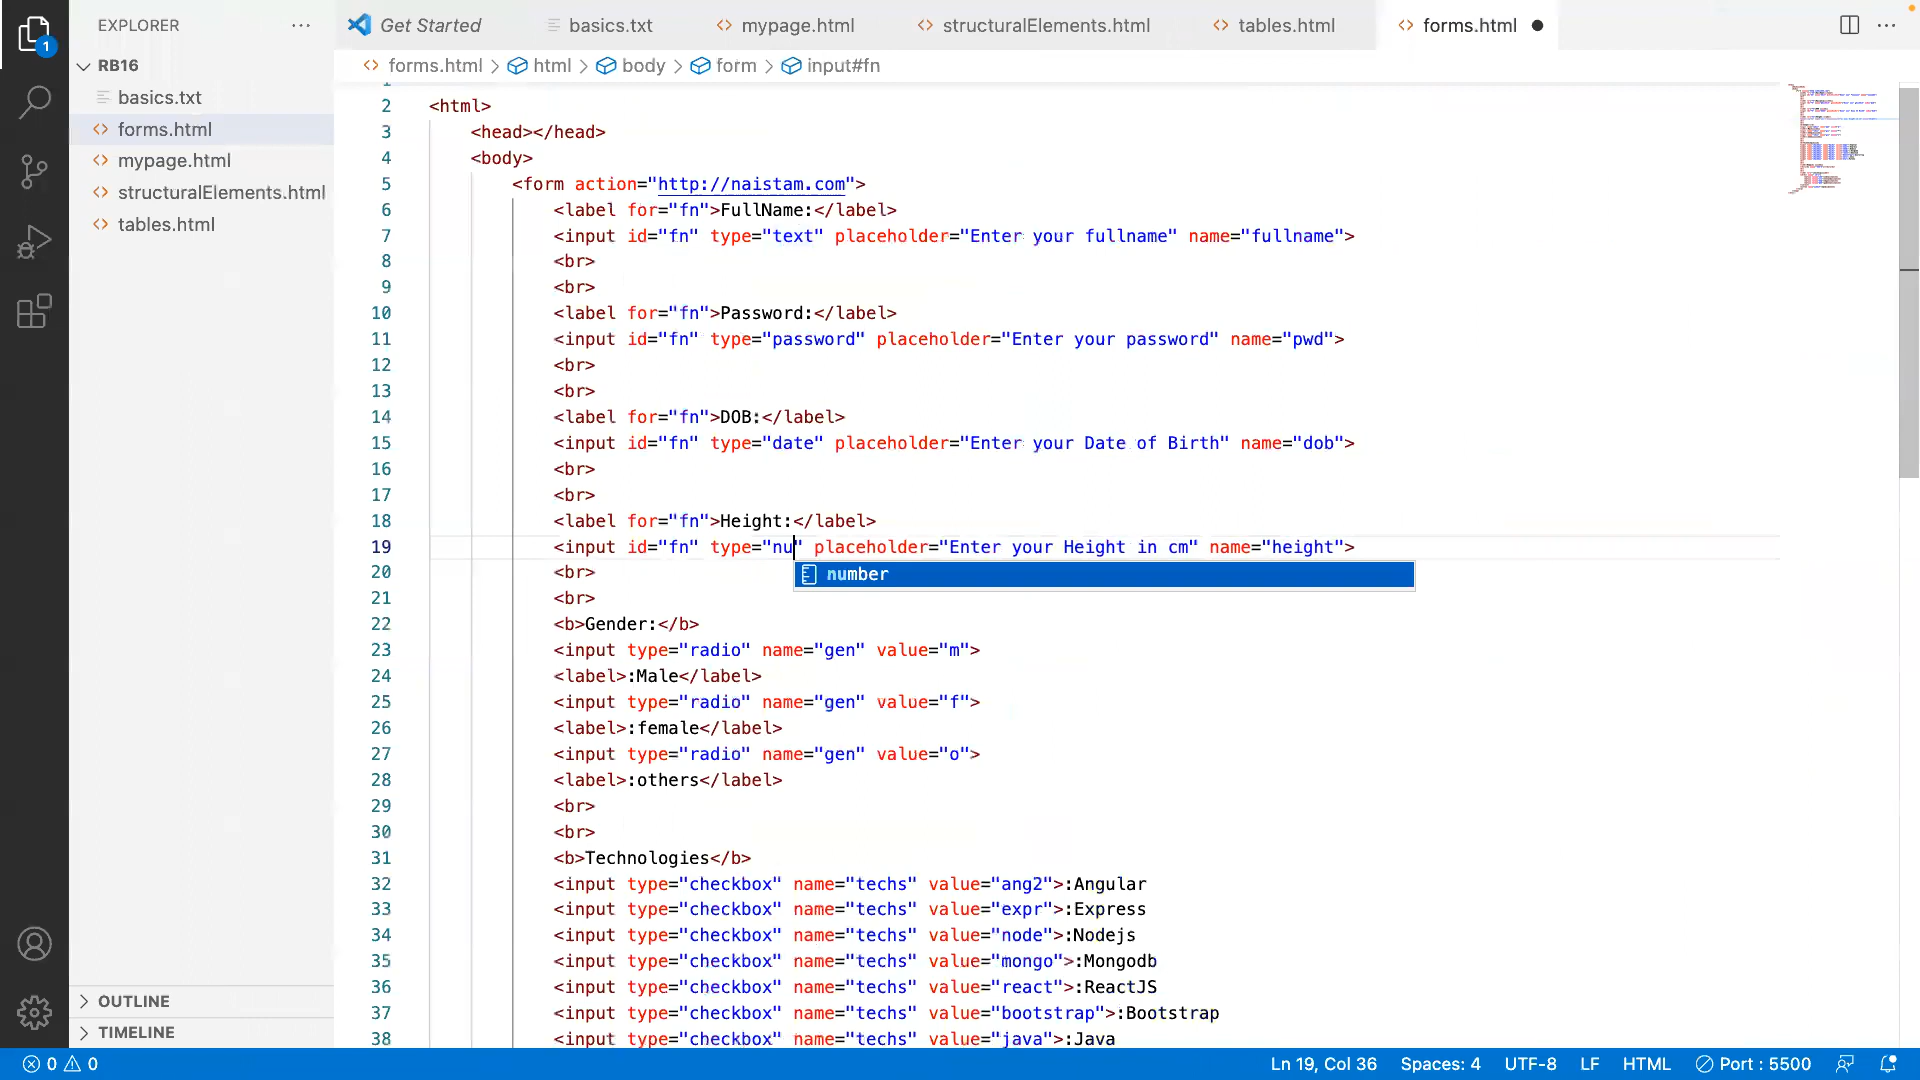 EXPLORER
Get Started
basics.txt
mypage.html
structuralElements.html
tables.html
forms.html
1
RB16
basics.txt
forms.html
mypage.html
structuralElements.html
tables.html
OUTLINE
TIMELINE
forms.html > html > body > form > input#fn
2 <html>
3 <head></head>
4 <body>
5 <form action="http://naistam.com">
6 <label for="fn">FullName:</label>
7 <input id="fn" type="text" placeholder="Enter your fullname" name="fullname">
8 <br>
9 <br>
10 <label for="fn">Password:</label>
11 <input id="fn" type="password" placeholder="Enter your password" name="pwd">
12 <br>
13 <br>
14 <label for="fn">DOB:</label>
15 <input id="fn" type="date" placeholder="Enter your Date of Birth" name="dob">
16 <br>
17 <br>
18 <label for="fn">Height:</label>
19 <input id="fn" type="nu" placeholder="Enter your Height in cm" name="height">
number
20 <br>
21 <br>
22 <b>Gender:</b>
23 <input type="radio" name="gen" value="m">
24 <label>:Male</label>
25 <input type="radio" name="gen" value="f">
26 <label>:female</label>
27 <input type="radio" name="gen" value="o">
28 <label>:others</label>
29 <br>
30 <br>
31 <b>Technologies</b>
32 <input type="checkbox" name="techs" value="ang2">:Angular
33 <input type="checkbox" name="techs" value="expr">:Express
34 <input type="checkbox" name="techs" value="node">:Nodejs
35 <input type="checkbox" name="techs" value="mongo">:Mongodb
36 <input type="checkbox" name="techs" value="react">:ReactJS
37 <input type="checkbox" name="techs" value="bootstrap">:Bootstrap
38 <input type="checkbox" name="techs" value="java">:Java
0 0
Ln 19, Col 36
Spaces: 4
UTF-8
LF
HTML
Port : 5500